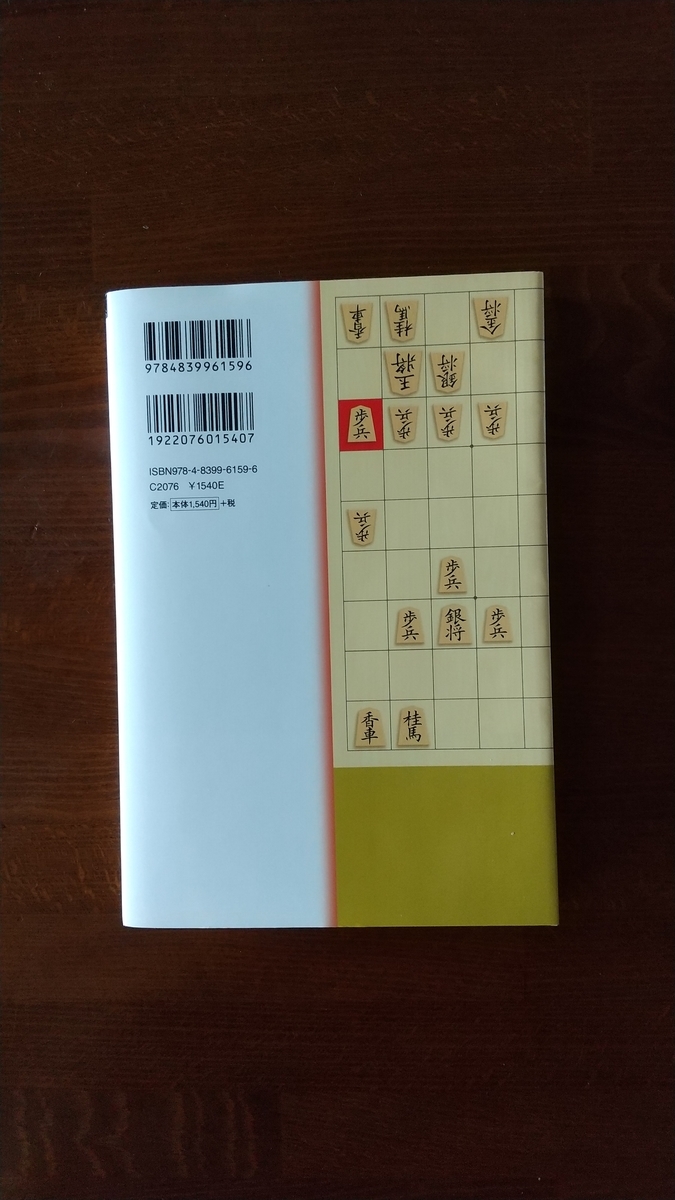 9784839961596
1922076015407
ISBN978-4-8399-6159-6
C2076 ¥1540E
定価:本体1,540円+税
香車 桂馬 金将
王将 銀将
歩兵 歩兵 歩兵 歩兵
歩兵
歩兵
歩兵 銀将 歩兵
香車 桂馬